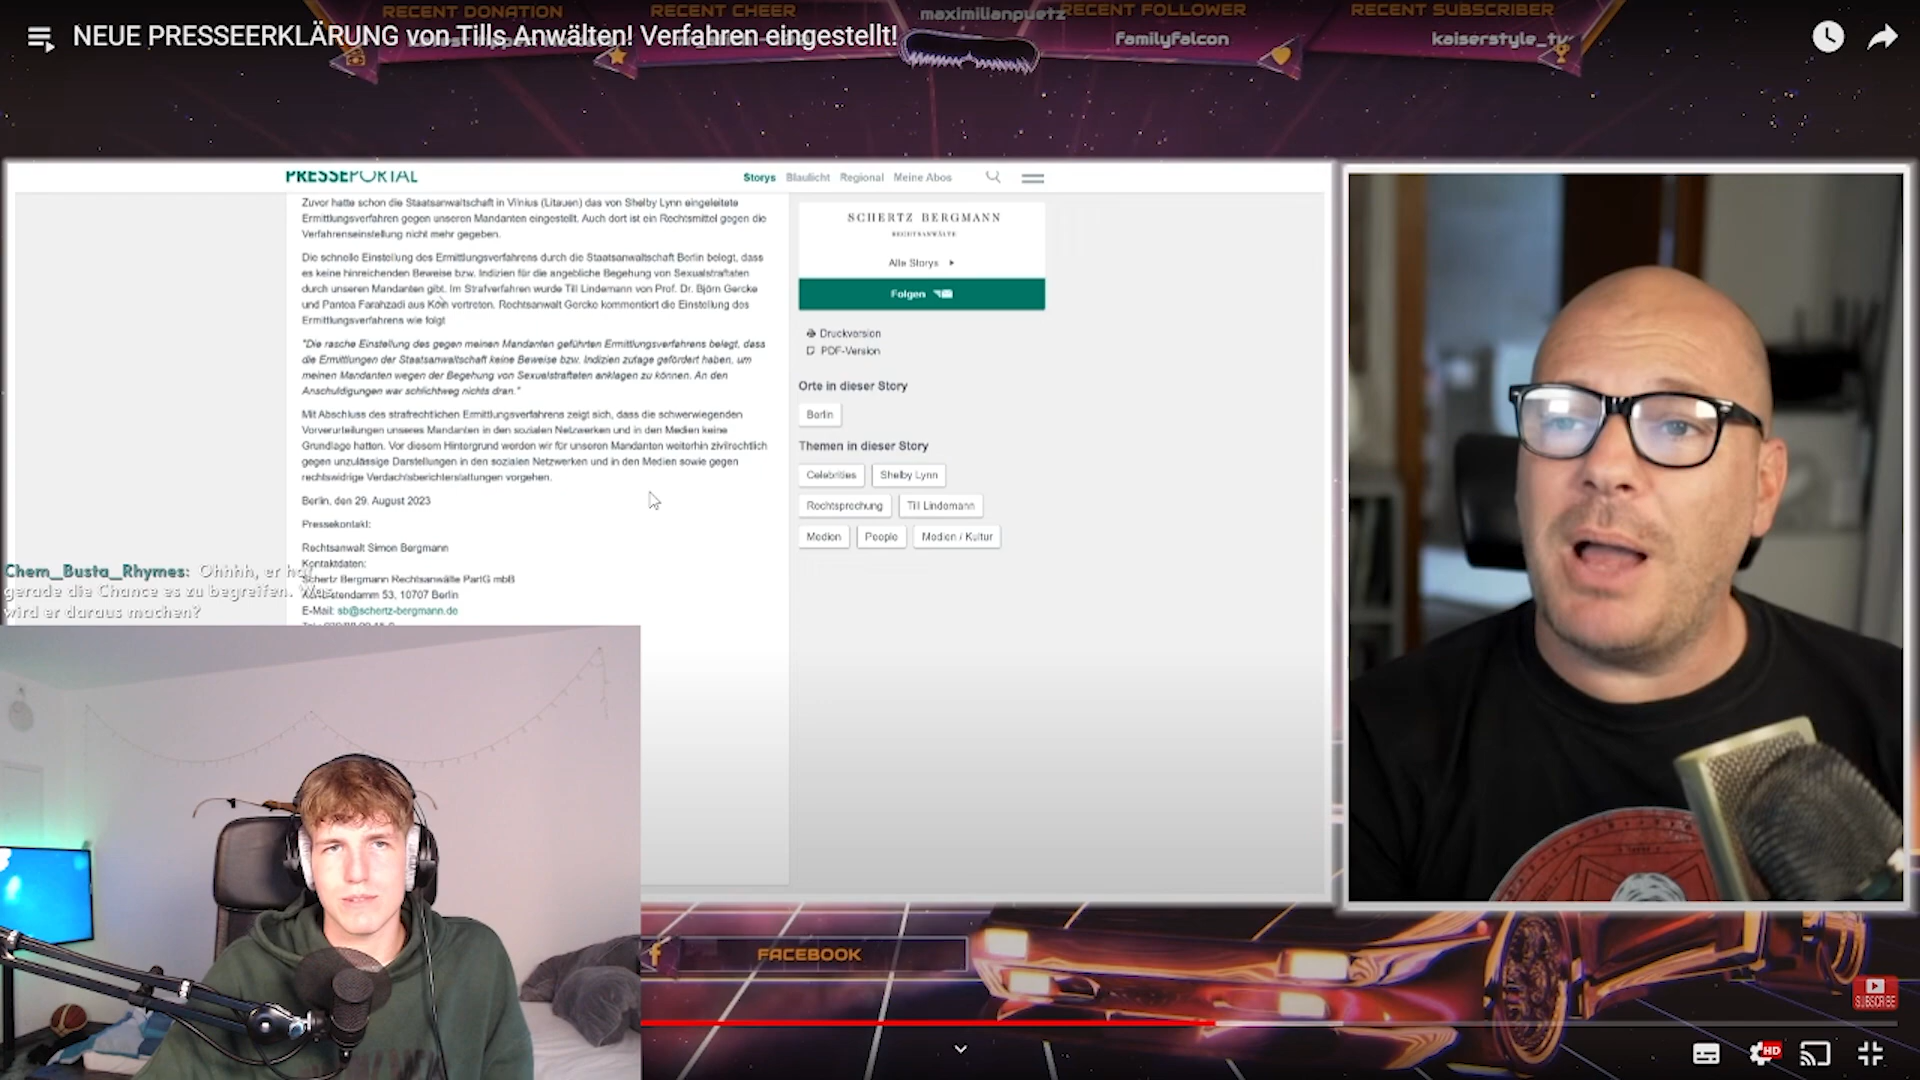 RECENT DONATION
RECENT CHEER
maximilianpuetz
RECENT FOLLOWER
familyfalcon
RECENT SUBSCRIBER
kaiserstyle_tv
NEUE PRESSEERKLÄRUNG von Tills Anwälten! Verfahren eingestellt!
PRESSEPORTAL
Storys Blaulicht Regional Meine Abos
Zuvor hatte schon die Staatsanwaltschaft in Vilnius (Litauen) das von Shelby Lynn eingeleitete
Ermittlungsverfahren gegen unseren Mandanten eingestellt. Auch dort ist ein Rechtsmittel gegen die
Verfahrenseinstellung nicht mehr gegeben.
Die schnelle Einstellung des Ermittlungsverfahrens durch die Staatsanwaltschaft Berlin belegt, dass
es keine hinreichenden Beweise bzw. Indizien für die angebliche Begehung von Sexualstraftaten
durch unseren Mandanten gibt. Im Strafverfahren wurde Till Lindemann von Prof. Dr. Björn Gercke
und Pantea Farahzadi aus Köln vertreten. Rechtsanwalt Gercke kommentiert die Einstellung des
Ermittlungsverfahrens wie folgt
"Die rasche Einstellung des gegen meinen Mandanten geführten Ermittlungsverfahrens belegt, dass
die Ermittlungen der Staatsanwaltschaft keine Beweise bzw. Indizien zutage gefördert haben, um
meinen Mandanten wegen der Begehung von Sexualstraftaten anklagen zu können. An den
Anschuldigungen war schlichtweg nichts dran."
Mit Abschluss des strafrechtlichen Ermittlungsverfahrens zeigt sich, dass die schwerwiegenden
Vorverurteilungen unseres Mandanten in den sozialen Netzwerken und in den Medien keine
Grundlage hatten. Vor diesem Hintergrund werden wir für unseren Mandanten weiterhin zivilrechtlich
gegen unzulässige Darstellungen in den sozialen Netzwerken und in den Medien sowie gegen
rechtswidrige Verdachtsberichterstattungen vorgehen.
Berlin, den 29. August 2023
Pressekontakt:
Rechtsanwalt Simon Bergmann
Kontaktdaten:
Schertz Bergmann Rechtsanwälte PartG mbB
Kurfürstendamm 53, 10707 Berlin
E-Mail: sb@schertz-bergmann.de
SCHERTZ BERGMANN
RECHTSANWÄLTE
Alle Storys
Folgen
Druckversion
PDF-Version
Orte in dieser Story
Berlin
Themen in dieser Story
Celebrities Shelby Lynn
Rechtsprechung Till Lindemann
Medien People Medien / Kultur
Chem_Busta_Rhymes: Ohhhh, er hat
gerade die Chance es zu begreifen. Was
wird er daraus machen?
FACEBOOK
SUBSCRIBE
HD